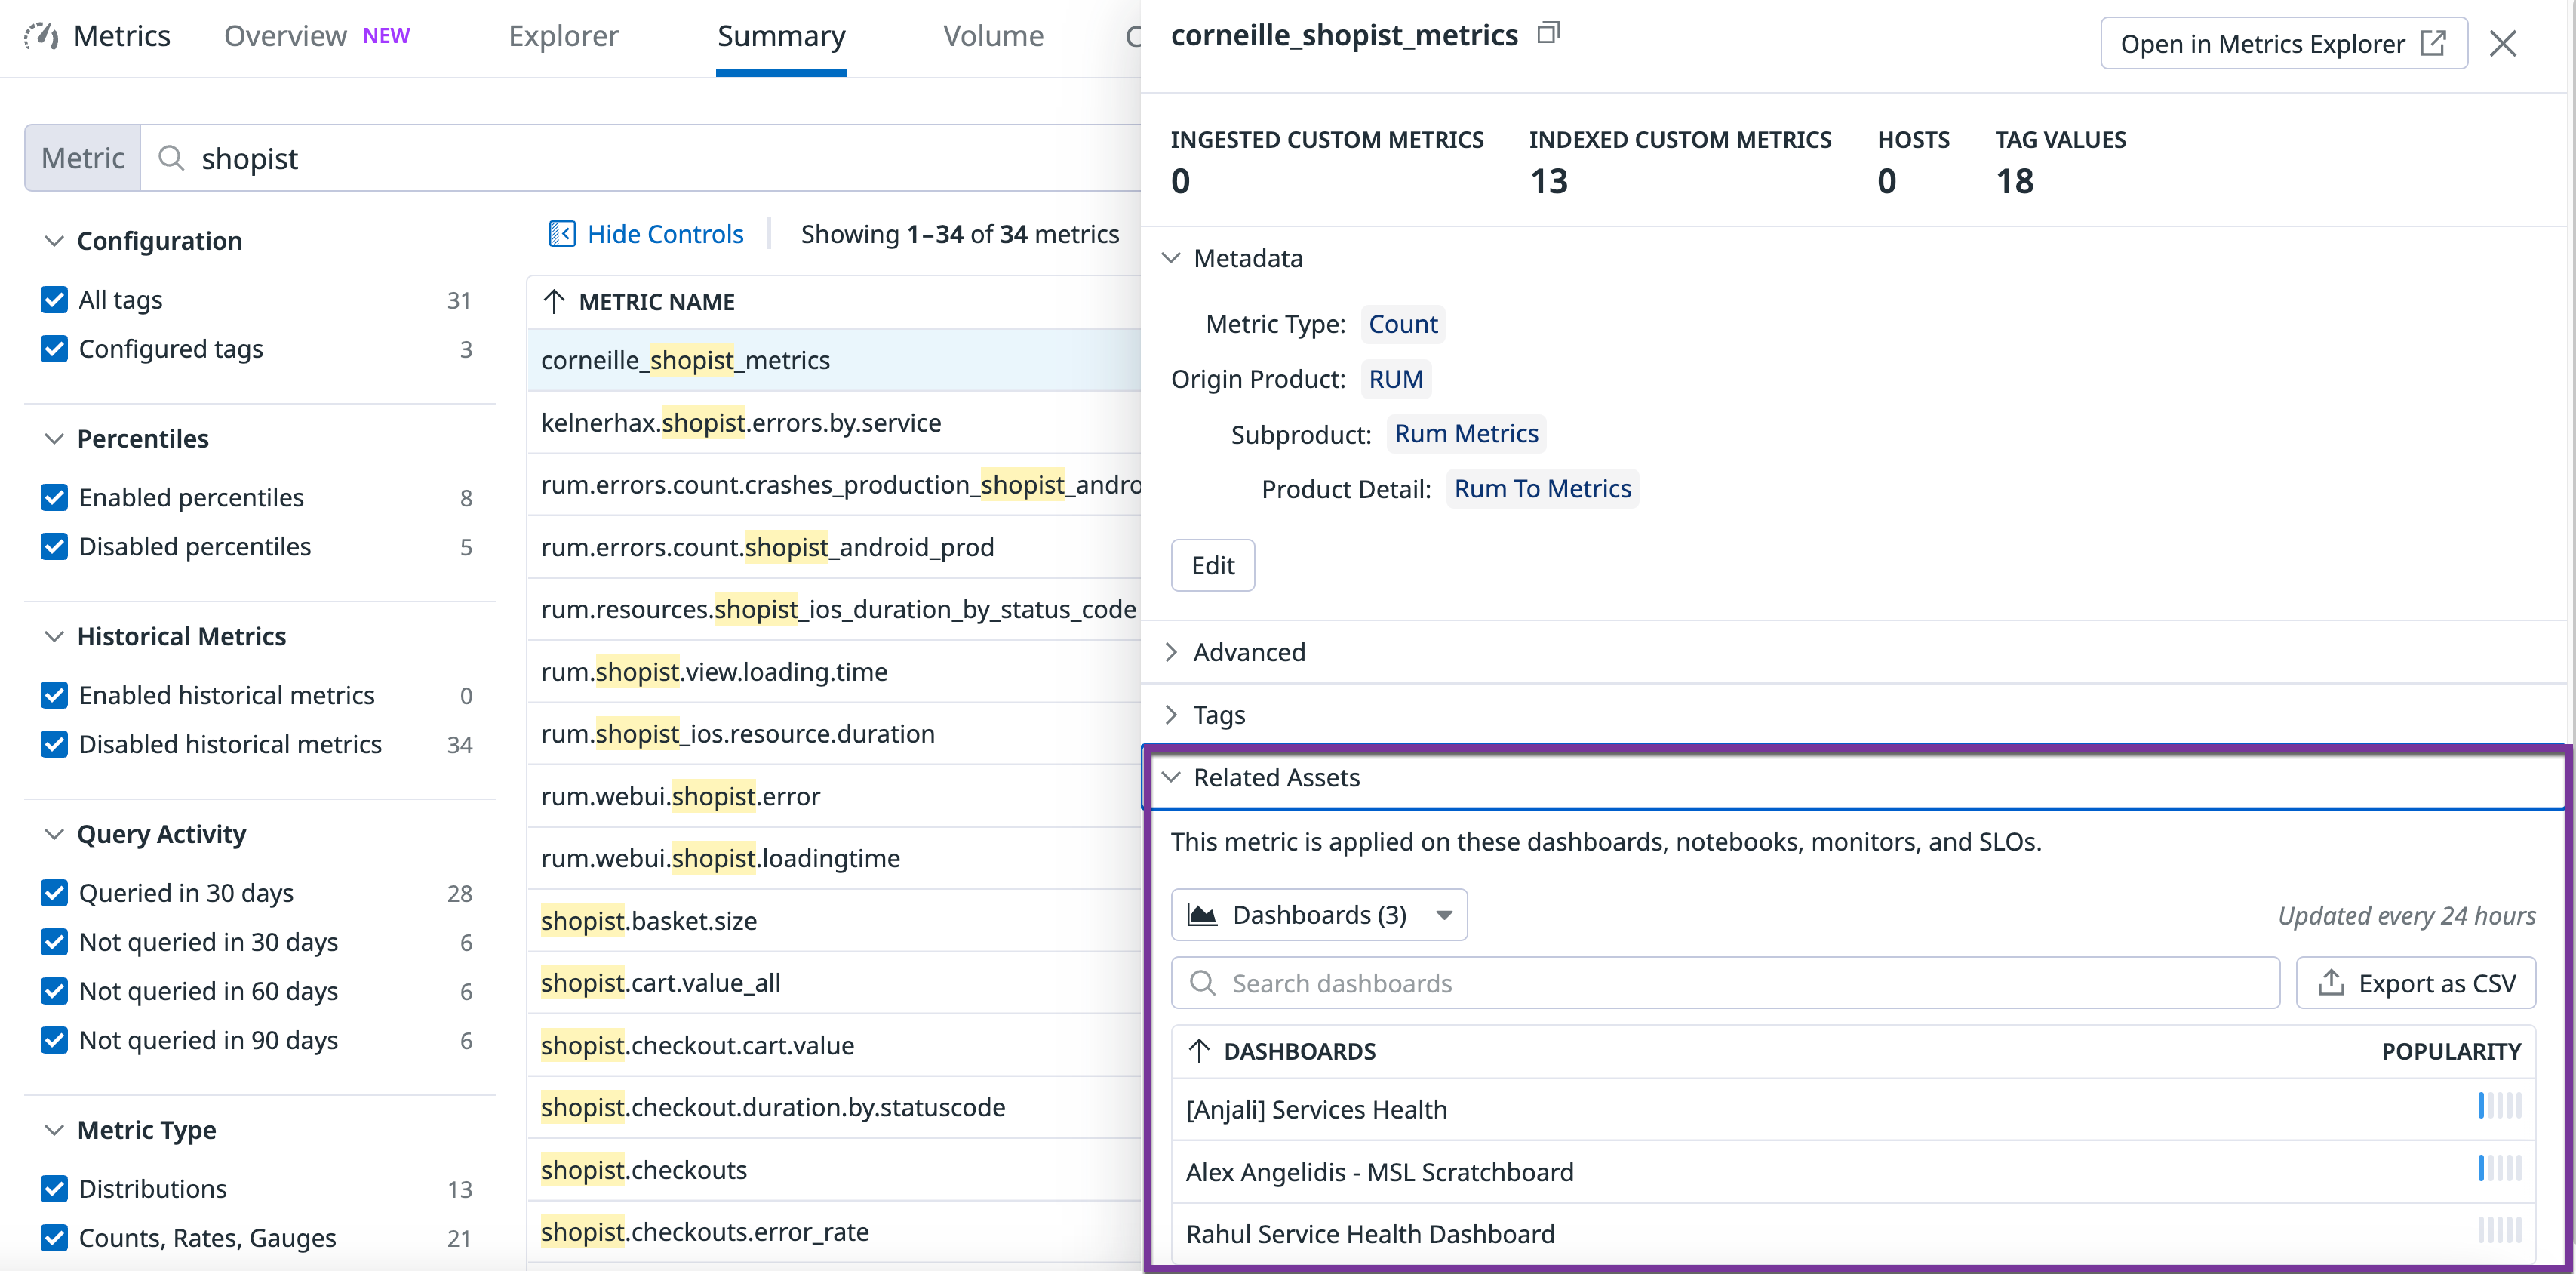 Metrics
Overview NEW
Explorer
Summary
Volume
Metric
shopist
Configuration
All tags 31
Configured tags 3
Percentiles
Enabled percentiles 8
Disabled percentiles 5
Historical Metrics
Enabled historical metrics 0
Disabled historical metrics 34
Query Activity
Queried in 30 days 28
Not queried in 30 days 6
Not queried in 60 days 6
Not queried in 90 days 6
Metric Type
Distributions 13
Counts, Rates, Gauges 21
Hide Controls
Showing 1–34 of 34 metrics
METRIC NAME
corneille_shopist_metrics
kelnerhax.shopist.errors.by.service
rum.errors.count.crashes_production_shopist_andro
rum.errors.count.shopist_android_prod
rum.resources.shopist_ios_duration_by_status_code
rum.shopist.view.loading.time
rum.shopist_ios.resource.duration
rum.webui.shopist.error
rum.webui.shopist.loadingtime
shopist.basket.size
shopist.cart.value_all
shopist.checkout.cart.value
shopist.checkout.duration.by.statuscode
shopist.checkouts
shopist.checkouts.error_rate
corneille_shopist_metrics
Open in Metrics Explorer
INGESTED CUSTOM METRICS
0
INDEXED CUSTOM METRICS
13
HOSTS
0
TAG VALUES
18
Metadata
Metric Type: Count
Origin Product: RUM
Subproduct: Rum Metrics
Product Detail: Rum To Metrics
Edit
Advanced
Tags
Related Assets
This metric is applied on these dashboards, notebooks, monitors, and SLOs.
Dashboards (3)
Updated every 24 hours
Search dashboards
Export as CSV
DASHBOARDS POPULARITY
[Anjali] Services Health
Alex Angelidis - MSL Scratchboard
Rahul Service Health Dashboard